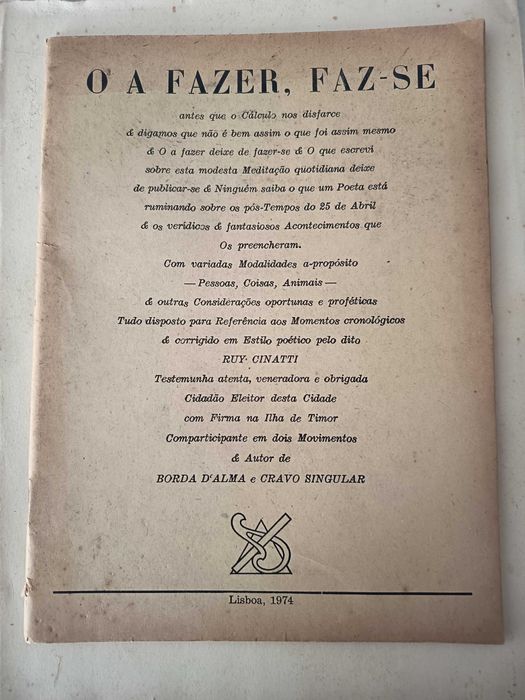 O A FAZER, FAZ-SE
antes que o Cálculo nos disfarce
& digamos que não é bem assim o que foi assim mesmo
& O a fazer deixe de fazer-se & O que escrevi
sobre esta modesta Meditação quotidiana deixe
de publicar-se & Ninguém saiba o que um Poeta está
ruminando sobre os pós-Tempos do 25 de Abril
& os verídicos & fantasiosos Acontecimentos que
Os preencheram.
Com variadas Modalidades a-propósito
— Pessoas, Coisas, Animais —
& outras Considerações oportunas e proféticas
Tudo disposto para Referência aos Momentos cronológicos
& corrigido em Estilo poético pelo dito
RUY CINATTI
Testemunha atenta, veneradora e obrigada
Cidadão Eleitor desta Cidade
com Firma na Ilha de Timor
Comparticipante em dois Movimentos
& Autor de
BORDA D'ALMA e CRAVO SINGULAR
Lisboa, 1974